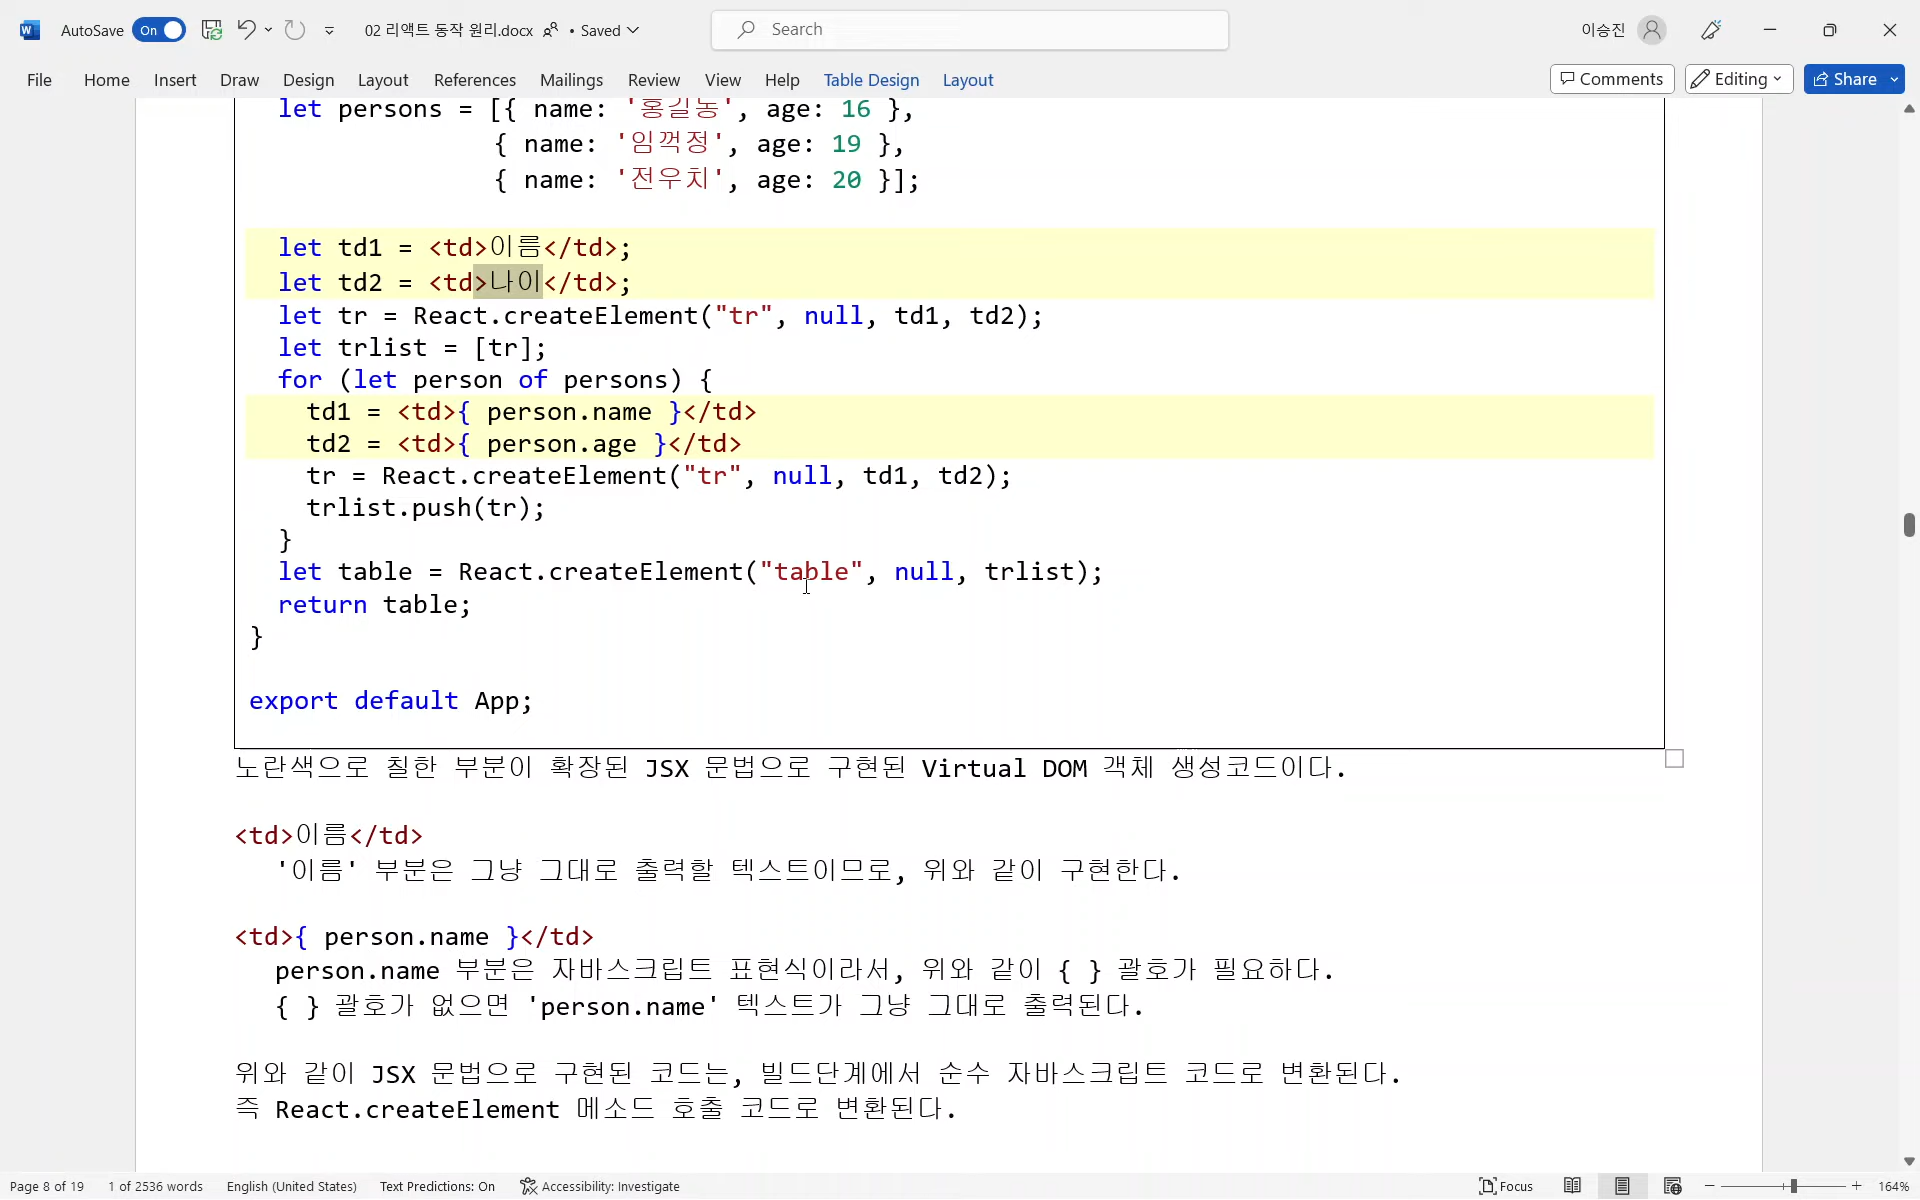 AutoSave On 02 리액트 동작 원리.docx • Saved Search 이승진
File Home Insert Draw Design Layout References Mailings Review View Help Table Design Layout Comments Editing Share
let persons = [{ name: '홍길동', age: 16 },
{ name: '임꺽정', age: 19 },
{ name: '전우치', age: 20 }];
let td1 = <td>이름</td>;
let td2 = <td>나이</td>;
let tr = React.createElement("tr", null, td1, td2);
let trlist = [tr];
for (let person of persons) {
td1 = <td>{ person.name }</td>
td2 = <td>{ person.age }</td>
tr = React.createElement("tr", null, td1, td2);
trlist.push(tr);
}
let table = React.createElement("table", null, trlist);
return table;
}
export default App;
노란색으로 칠한 부분이 확장된 JSX 문법으로 구현된 Virtual DOM 객체 생성코드이다.
<td>이름</td>
'이름' 부분은 그냥 그대로 출력할 텍스트이므로, 위와 같이 구현한다.
<td>{ person.name }</td>
person.name 부분은 자바스크립트 표현식이라서, 위와 같이 { } 괄호가 필요하다.
{ } 괄호가 없으면 'person.name' 텍스트가 그냥 그대로 출력된다.
위와 같이 JSX 문법으로 구현된 코드는, 빌드단계에서 순수 자바스크립트 코드로 변환된다.
즉 React.createElement 메소드 호출 코드로 변환된다.
Page 8 of 19 1 of 2536 words English (United States) Text Predictions: On Accessibility: Investigate Focus 164%